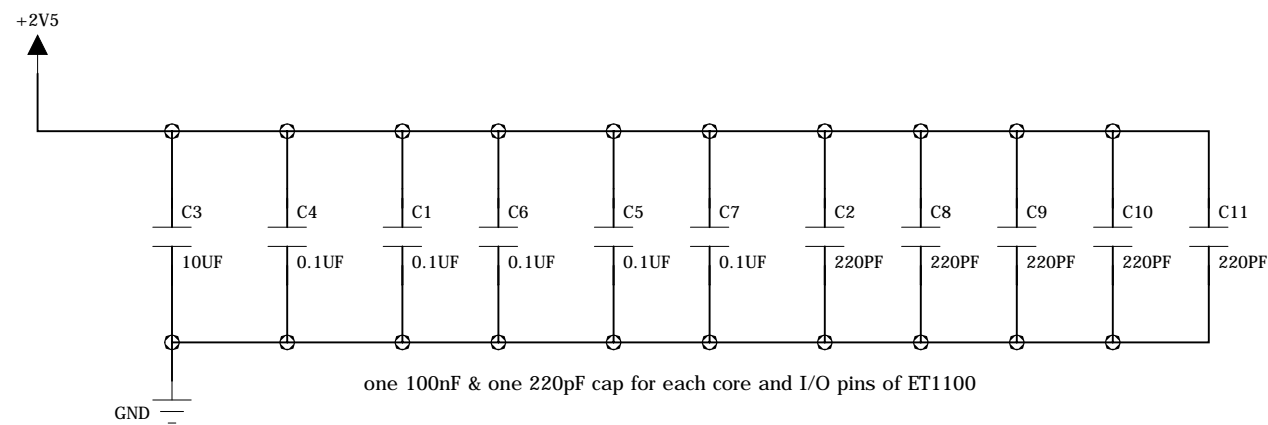 +2V5
C3 C4 C1 C6 C5 C7 C2 C8 C9 C10 C11
10UF 0.1UF 0.1UF 0.1UF 0.1UF 0.1UF 220PF 220PF 220PF 220PF 220PF
one 100nF & one 220pF cap for each core and I/O pins of ET1100
GND